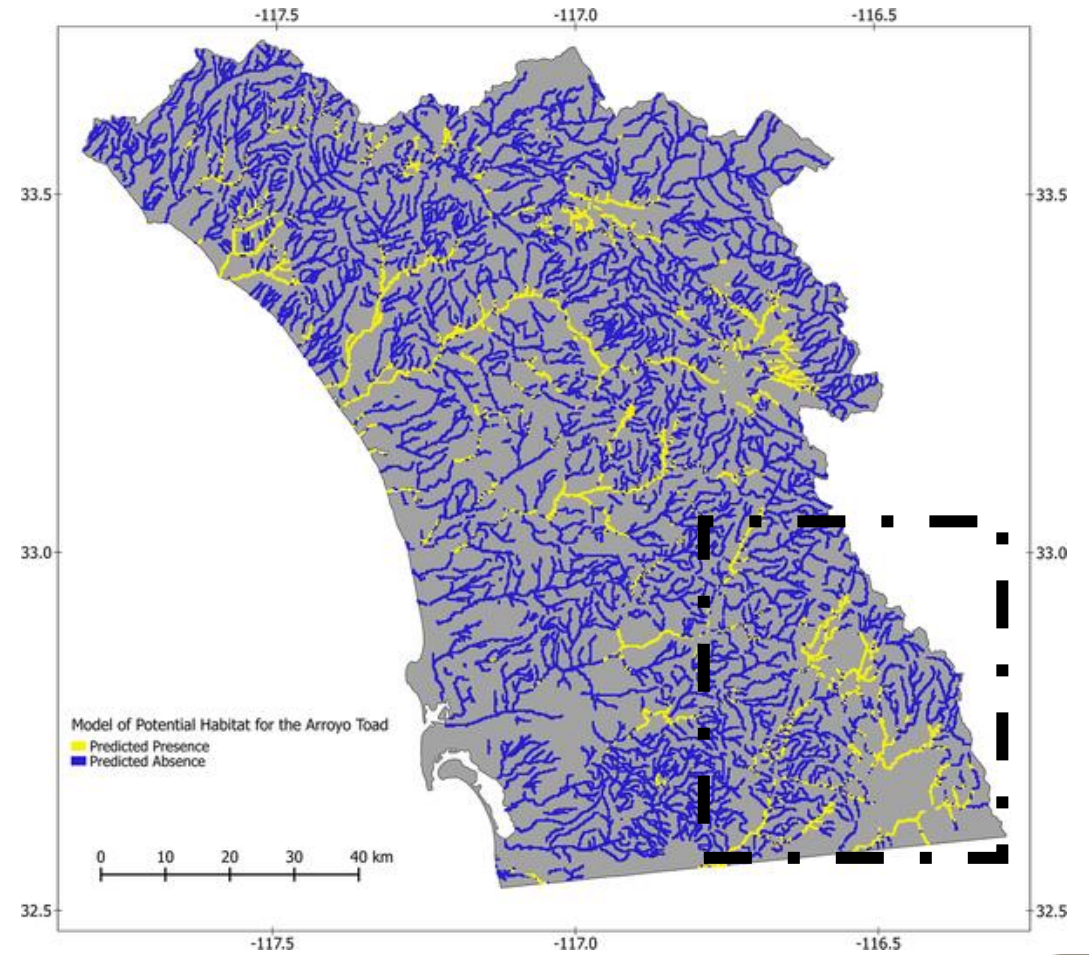 -117.5 -117.0 -116.5
33.5 33.5
33.0 33.0
Model of Potential Habitat for the Arroyo Toad
Predicted Presence
Predicted Absence
0 10 20 30 40 km
32.5 32.5
-117.5 -117.0 -116.5